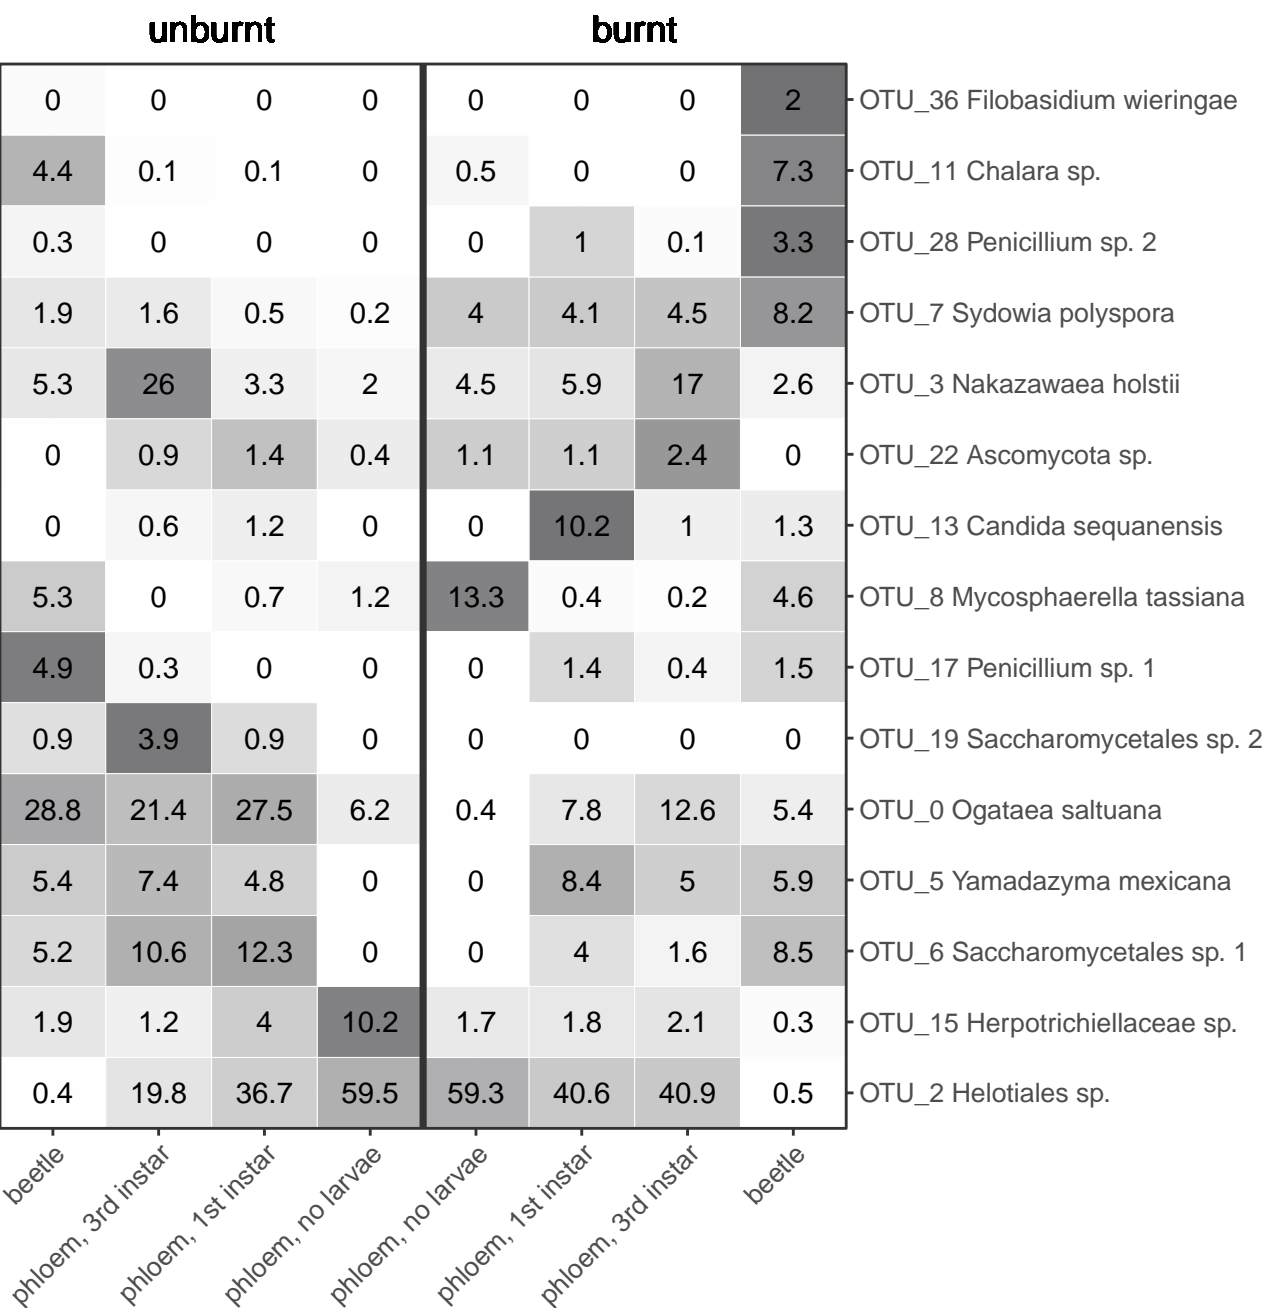 unburnt burnt
0 0 0 0 0 0 0 2 OTU_36 Filobasidium wieringae
4.4 0.1 0.1 0 0.5 0 0 7.3 OTU_11 Chalara sp.
0.3 0 0 0 0 1 0.1 3.3 OTU_28 Penicillium sp. 2
1.9 1.6 0.5 0.2 4 4.1 4.5 8.2 OTU_7 Sydowia polyspora
5.3 26 3.3 2 4.5 5.9 17 2.6 OTU_3 Nakazawaea holstii
0 0.9 1.4 0.4 1.1 1.1 2.4 0 OTU_22 Ascomycota sp.
0 0.6 1.2 0 0 10.2 1 1.3 OTU_13 Candida sequanensis
5.3 0 0.7 1.2 13.3 0.4 0.2 4.6 OTU_8 Mycosphaerella tassiana
4.9 0.3 0 0 0 1.4 0.4 1.5 OTU_17 Penicillium sp. 1
0.9 3.9 0.9 0 0 0 0 0 OTU_19 Saccharomycetales sp. 2
28.8 21.4 27.5 6.2 0.4 7.8 12.6 5.4 OTU_0 Ogataea saltuana
5.4 7.4 4.8 0 0 8.4 5 5.9 OTU_5 Yamadazyma mexicana
5.2 10.6 12.3 0 0 4 1.6 8.5 OTU_6 Saccharomycetales sp. 1
1.9 1.2 4 10.2 1.7 1.8 2.1 0.3 OTU_15 Herpotrichiellaceae sp.
0.4 19.8 36.7 59.5 59.3 40.6 40.9 0.5 OTU_2 Helotiales sp.
beetle
phloem, 3rd instar
phloem, 1st instar
phloem, no larvae
phloem, no larvae
phloem, 1st instar
phloem, 3rd instar
beetle